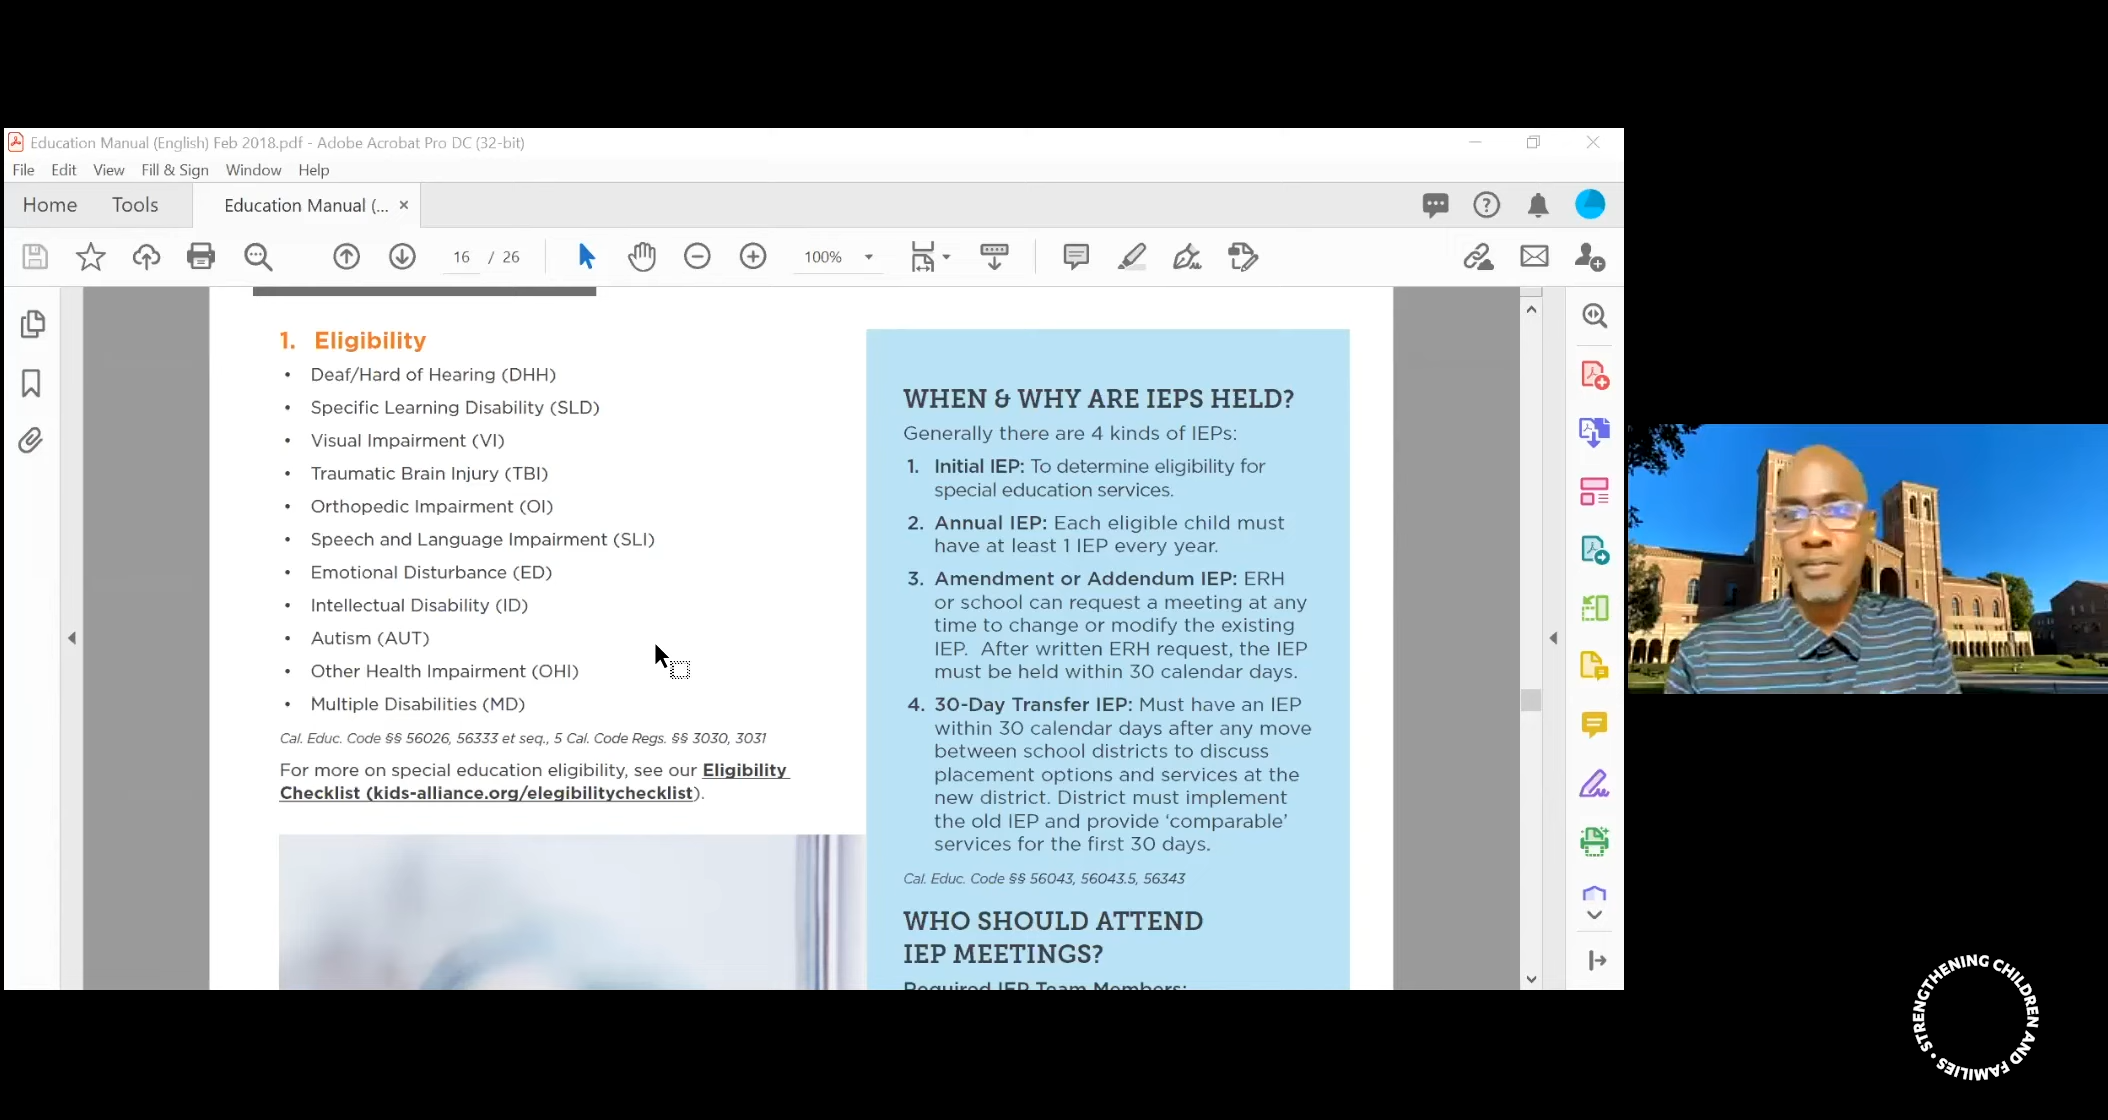 Education Manual (English) Feb 2018.pdf - Adobe Acrobat Pro DC (32-bit)
File Edit View Fill & Sign Window Help
Home Tools Education Manual (... ×
16 / 26 100%
1. Eligibility
• Deaf/Hard of Hearing (DHH)
• Specific Learning Disability (SLD)
• Visual Impairment (VI)
• Traumatic Brain Injury (TBI)
• Orthopedic Impairment (OI)
• Speech and Language Impairment (SLI)
• Emotional Disturbance (ED)
• Intellectual Disability (ID)
• Autism (AUT)
• Other Health Impairment (OHI)
• Multiple Disabilities (MD)
Cal. Educ. Code §§ 56026, 56333 et seq., 5 Cal. Code Regs. §§ 3030, 3031
For more on special education eligibility, see our Eligibility
Checklist (kids-alliance.org/elegibilitychecklist).
WHEN & WHY ARE IEPS HELD?
Generally there are 4 kinds of IEPs:
1. Initial IEP: To determine eligibility for
special education services.
2. Annual IEP: Each eligible child must
have at least 1 IEP every year.
3. Amendment or Addendum IEP: ERH
or school can request a meeting at any
time to change or modify the existing
IEP. After written ERH request, the IEP
must be held within 30 calendar days.
4. 30-Day Transfer IEP: Must have an IEP
within 30 calendar days after any move
between school districts to discuss
placement options and services at the
new district. District must implement
the old IEP and provide ‘comparable’
services for the first 30 days.
Cal. Educ. Code §§ 56043, 56043.5, 56343
WHO SHOULD ATTEND
IEP MEETINGS?
Required IEP Team Members:
STRENGTHENING CHILDREN AND FAMILIES •